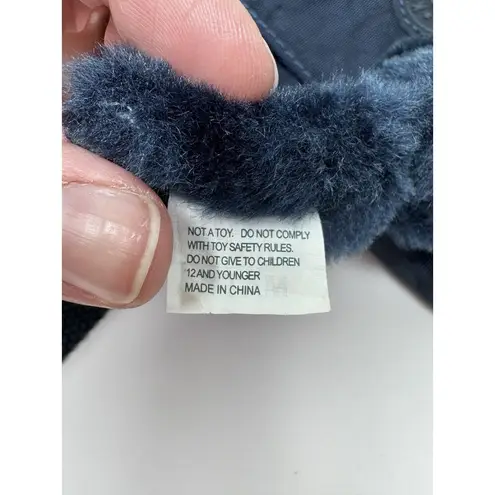 NOT A TOY. DO NOT COMPLY
WITH TOY SAFETY RULES.
DO NOT GIVE TO CHILDREN
12 AND YOUNGER
MADE IN CHINA